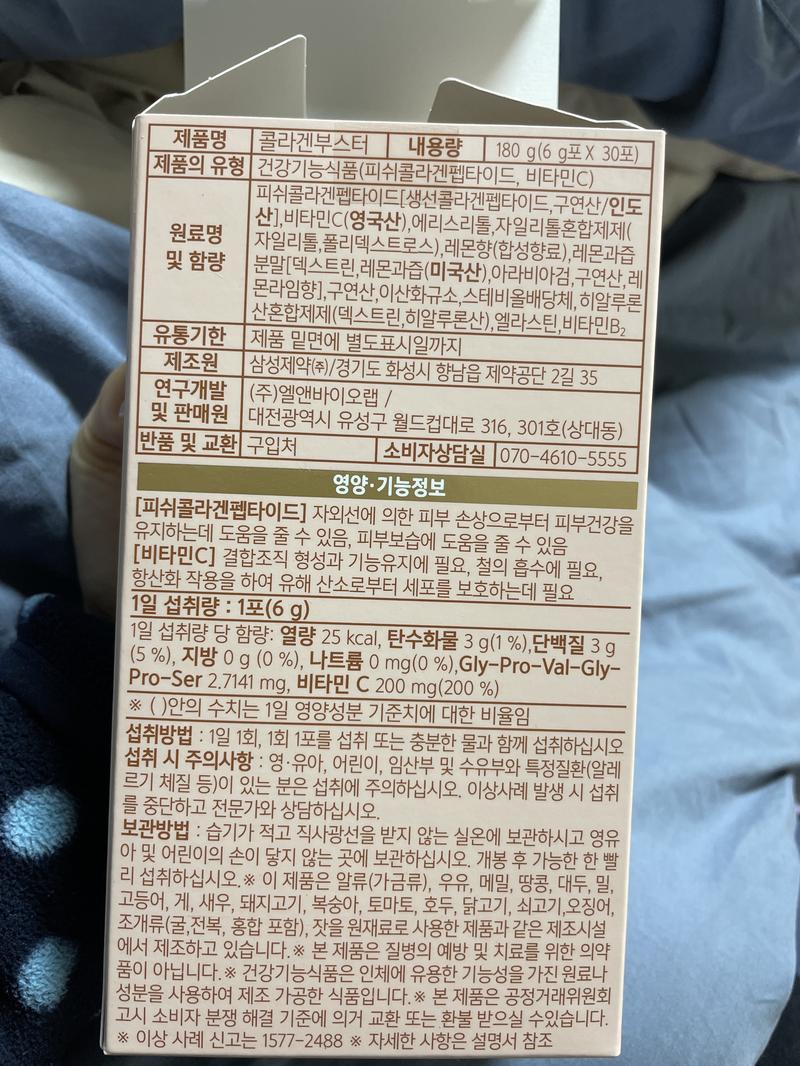 제품명 콜라겐부스터 내용량 180 g(6 g포 X 30포)
제품의 유형 건강기능식품(피쉬콜라겐펩타이드, 비타민C)
원료명 및 함량
피쉬콜라겐펩타이드[생선콜라겐펩타이드,구연산/인도
산],비타민C(영국산),에리스리톨,자일리톨혼합제제(
자일리톨,폴리덱스트로스),레몬향(합성향료),레몬과즙
분말[덱스트린,레몬과즙(미국산),아라비아검,구연산,레
몬라임향],구연산,이산화규소,스테비올배당체,히알루론
산혼합제제(덱스트린,히알루론산),엘라스틴,비타민B₂
유통기한 제품 밑면에 별도표시일까지
제조원 삼성제약㈜/경기도 화성시 향남읍 제약공단 2길 35
연구개발 및 판매원
(주)엘앤바이오랩 /
대전광역시 유성구 월드컵대로 316, 301호(상대동)
반품 및 교환 구입처 소비자상담실 070-4610-5555
영양·기능정보
[피쉬콜라겐펩타이드] 자외선에 의한 피부 손상으로부터 피부건강을
유지하는데 도움을 줄 수 있음, 피부보습에 도움을 줄 수 있음
[비타민C] 결합조직 형성과 기능유지에 필요, 철의 흡수에 필요,
항산화 작용을 하여 유해 산소로부터 세포를 보호하는데 필요
1일 섭취량 : 1포(6 g)
1일 섭취량 당 함량: 열량 25 kcal, 탄수화물 3 g(1 %),단백질 3 g
(5 %), 지방 0 g (0 %), 나트륨 0 mg(0 %),Gly-Pro-Val-Gly-
Pro-Ser 2.7141 mg, 비타민 C 200 mg(200 %)
※ ( )안의 수치는 1일 영양성분 기준치에 대한 비율임
섭취방법 : 1일 1회, 1회 1포를 섭취 또는 충분한 물과 함께 섭취하십시오
섭취 시 주의사항 : 영·유아, 어린이, 임산부 및 수유부와 특정질환(알레
르기 체질 등)이 있는 분은 섭취에 주의하십시오. 이상사례 발생 시 섭취
를 중단하고 전문가와 상담하십시오.
보관방법 : 습기가 적고 직사광선을 받지 않는 실온에 보관하시고 영유
아 및 어린이의 손이 닿지 않는 곳에 보관하십시오. 개봉 후 가능한 한 빨
리 섭취하십시오.※ 이 제품은 알류(가금류), 우유, 메밀, 땅콩, 대두, 밀,
고등어, 게, 새우, 돼지고기, 복숭아, 토마토, 호두, 닭고기, 쇠고기,오징어,
조개류(굴,전복, 홍합 포함), 잣을 원재료로 사용한 제품과 같은 제조시설
에서 제조하고 있습니다.※ 본 제품은 질병의 예방 및 치료를 위한 의약
품이 아닙니다.※ 건강기능식품은 인체에 유용한 기능성을 가진 원료나
성분을 사용하여 제조 가공한 식품입니다.※ 본 제품은 공정거래위원회
고시 소비자 분쟁 해결 기준에 의거 교환 또는 환불 받으실 수있습니다.
※ 이상 사례 신고는 1577-2488 ※ 자세한 사항은 설명서 참조